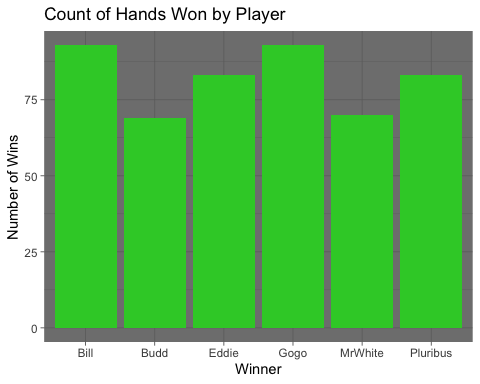 Count of Hands Won by Player
Number of Wins
75
50
25
0
Bill Budd Eddie Gogo MrWhite Pluribus
Winner